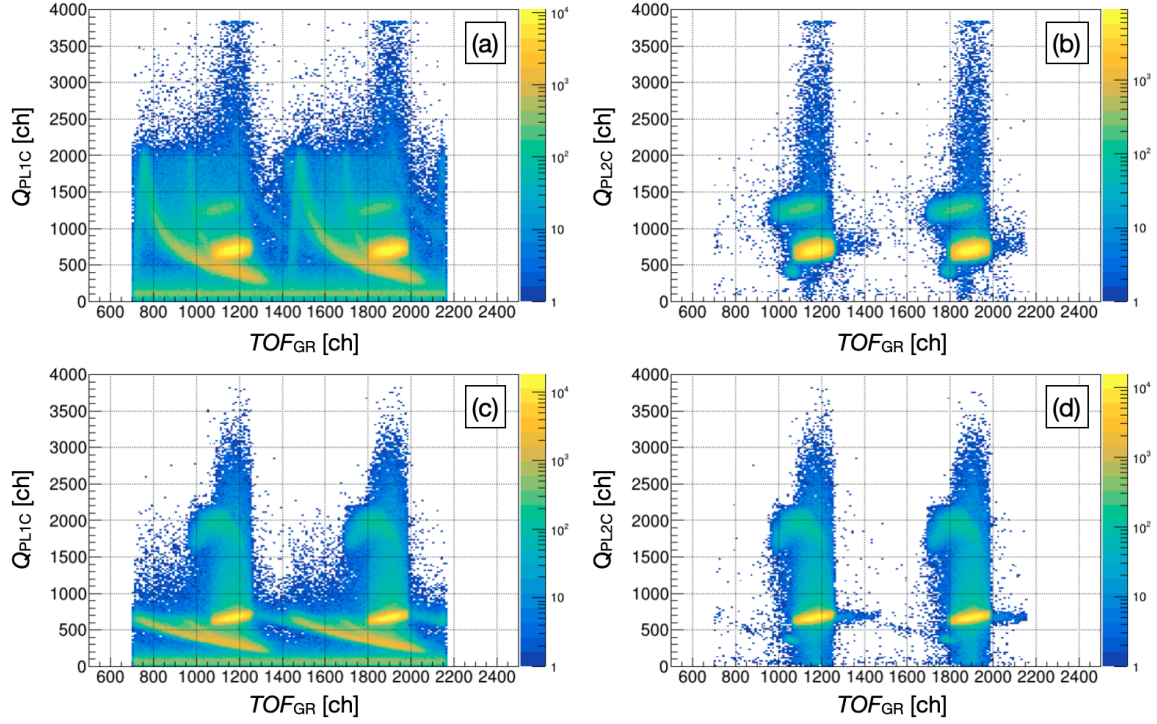 4000 3500 3000 2500 2000 1500 1000 500 0
Q_PL1C [ch]
(a)
10^4 10^3 10^2 10 1
600 800 1000 1200 1400 1600 1800 2000 2200 2400
TOF_GR [ch]
4000 3500 3000 2500 2000 1500 1000 500 0
Q_PL2C [ch]
(b)
10^3 10^2 10 1
600 800 1000 1200 1400 1600 1800 2000 2200 2400
TOF_GR [ch]
4000 3500 3000 2500 2000 1500 1000 500 0
Q_PL1C [ch]
(c)
10^4 10^3 10^2 10 1
600 800 1000 1200 1400 1600 1800 2000 2200 2400
TOF_GR [ch]
4000 3500 3000 2500 2000 1500 1000 500 0
Q_PL2C [ch]
(d)
10^4 10^3 10^2 10 1
600 800 1000 1200 1400 1600 1800 2000 2200 2400
TOF_GR [ch]